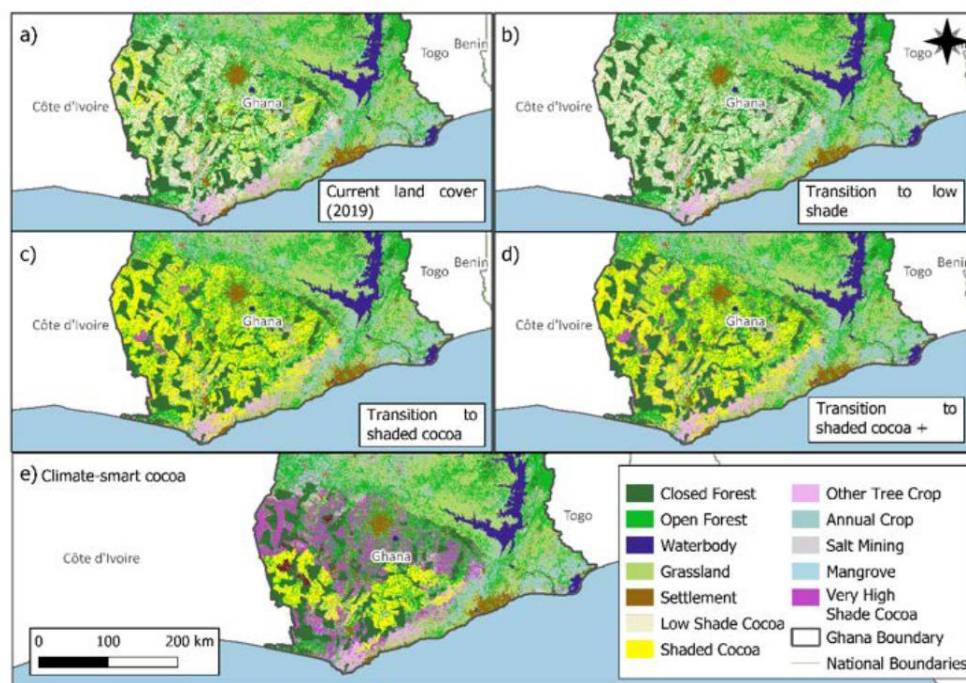 a)
Togo
Benin
Côte d'Ivoire
Ghana
Current land cover
(2019)
b)
Togo
Benin
Côte d'Ivoire
Ghana
Transition to low
shade
c)
Togo
Benin
Côte d'Ivoire
Ghana
Transition to
shaded cocoa
d)
Togo
Benin
Côte d'Ivoire
Ghana
Transition to
shaded cocoa +
e) Climate-smart cocoa
Togo
Côte d'Ivoire
Ghana
0 100 200 km
Closed Forest
Open Forest
Waterbody
Grassland
Settlement
Low Shade Cocoa
Shaded Cocoa
Other Tree Crop
Annual Crop
Salt Mining
Mangrove
Very High
Shade Cocoa
Ghana Boundary
National Boundaries